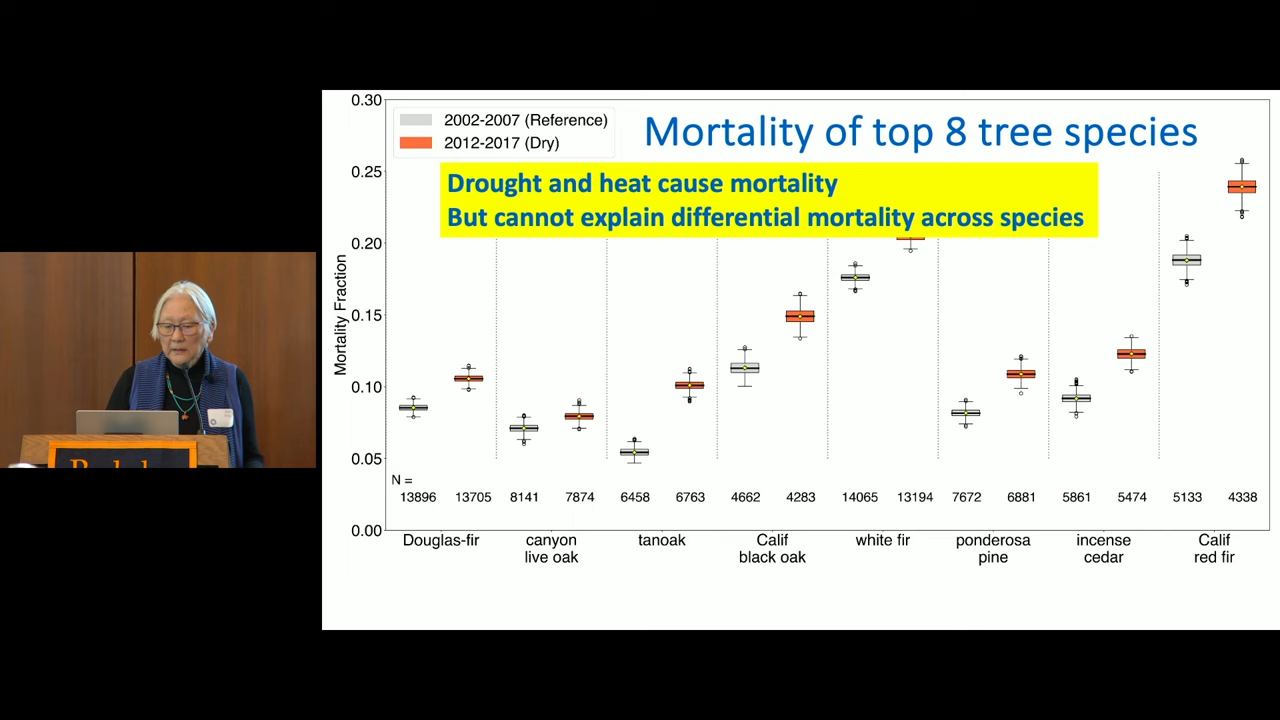 0.30
2002-2007 (Reference)
2012-2017 (Dry)
Mortality of top 8 tree species
0.25
Drought and heat cause mortality
But cannot explain differential mortality across species
0.20
Mortality Fraction
0.15
0.10
0.05
N =
13896 13705 8141 7874 6458 6763 4662 4283 14065 13194 7672 6881 5861 5474 5133 4338
0.00
Douglas-fir
canyon
live oak
tanoak
Calif
black oak
white fir
ponderosa
pine
incense
cedar
Calif
red fir